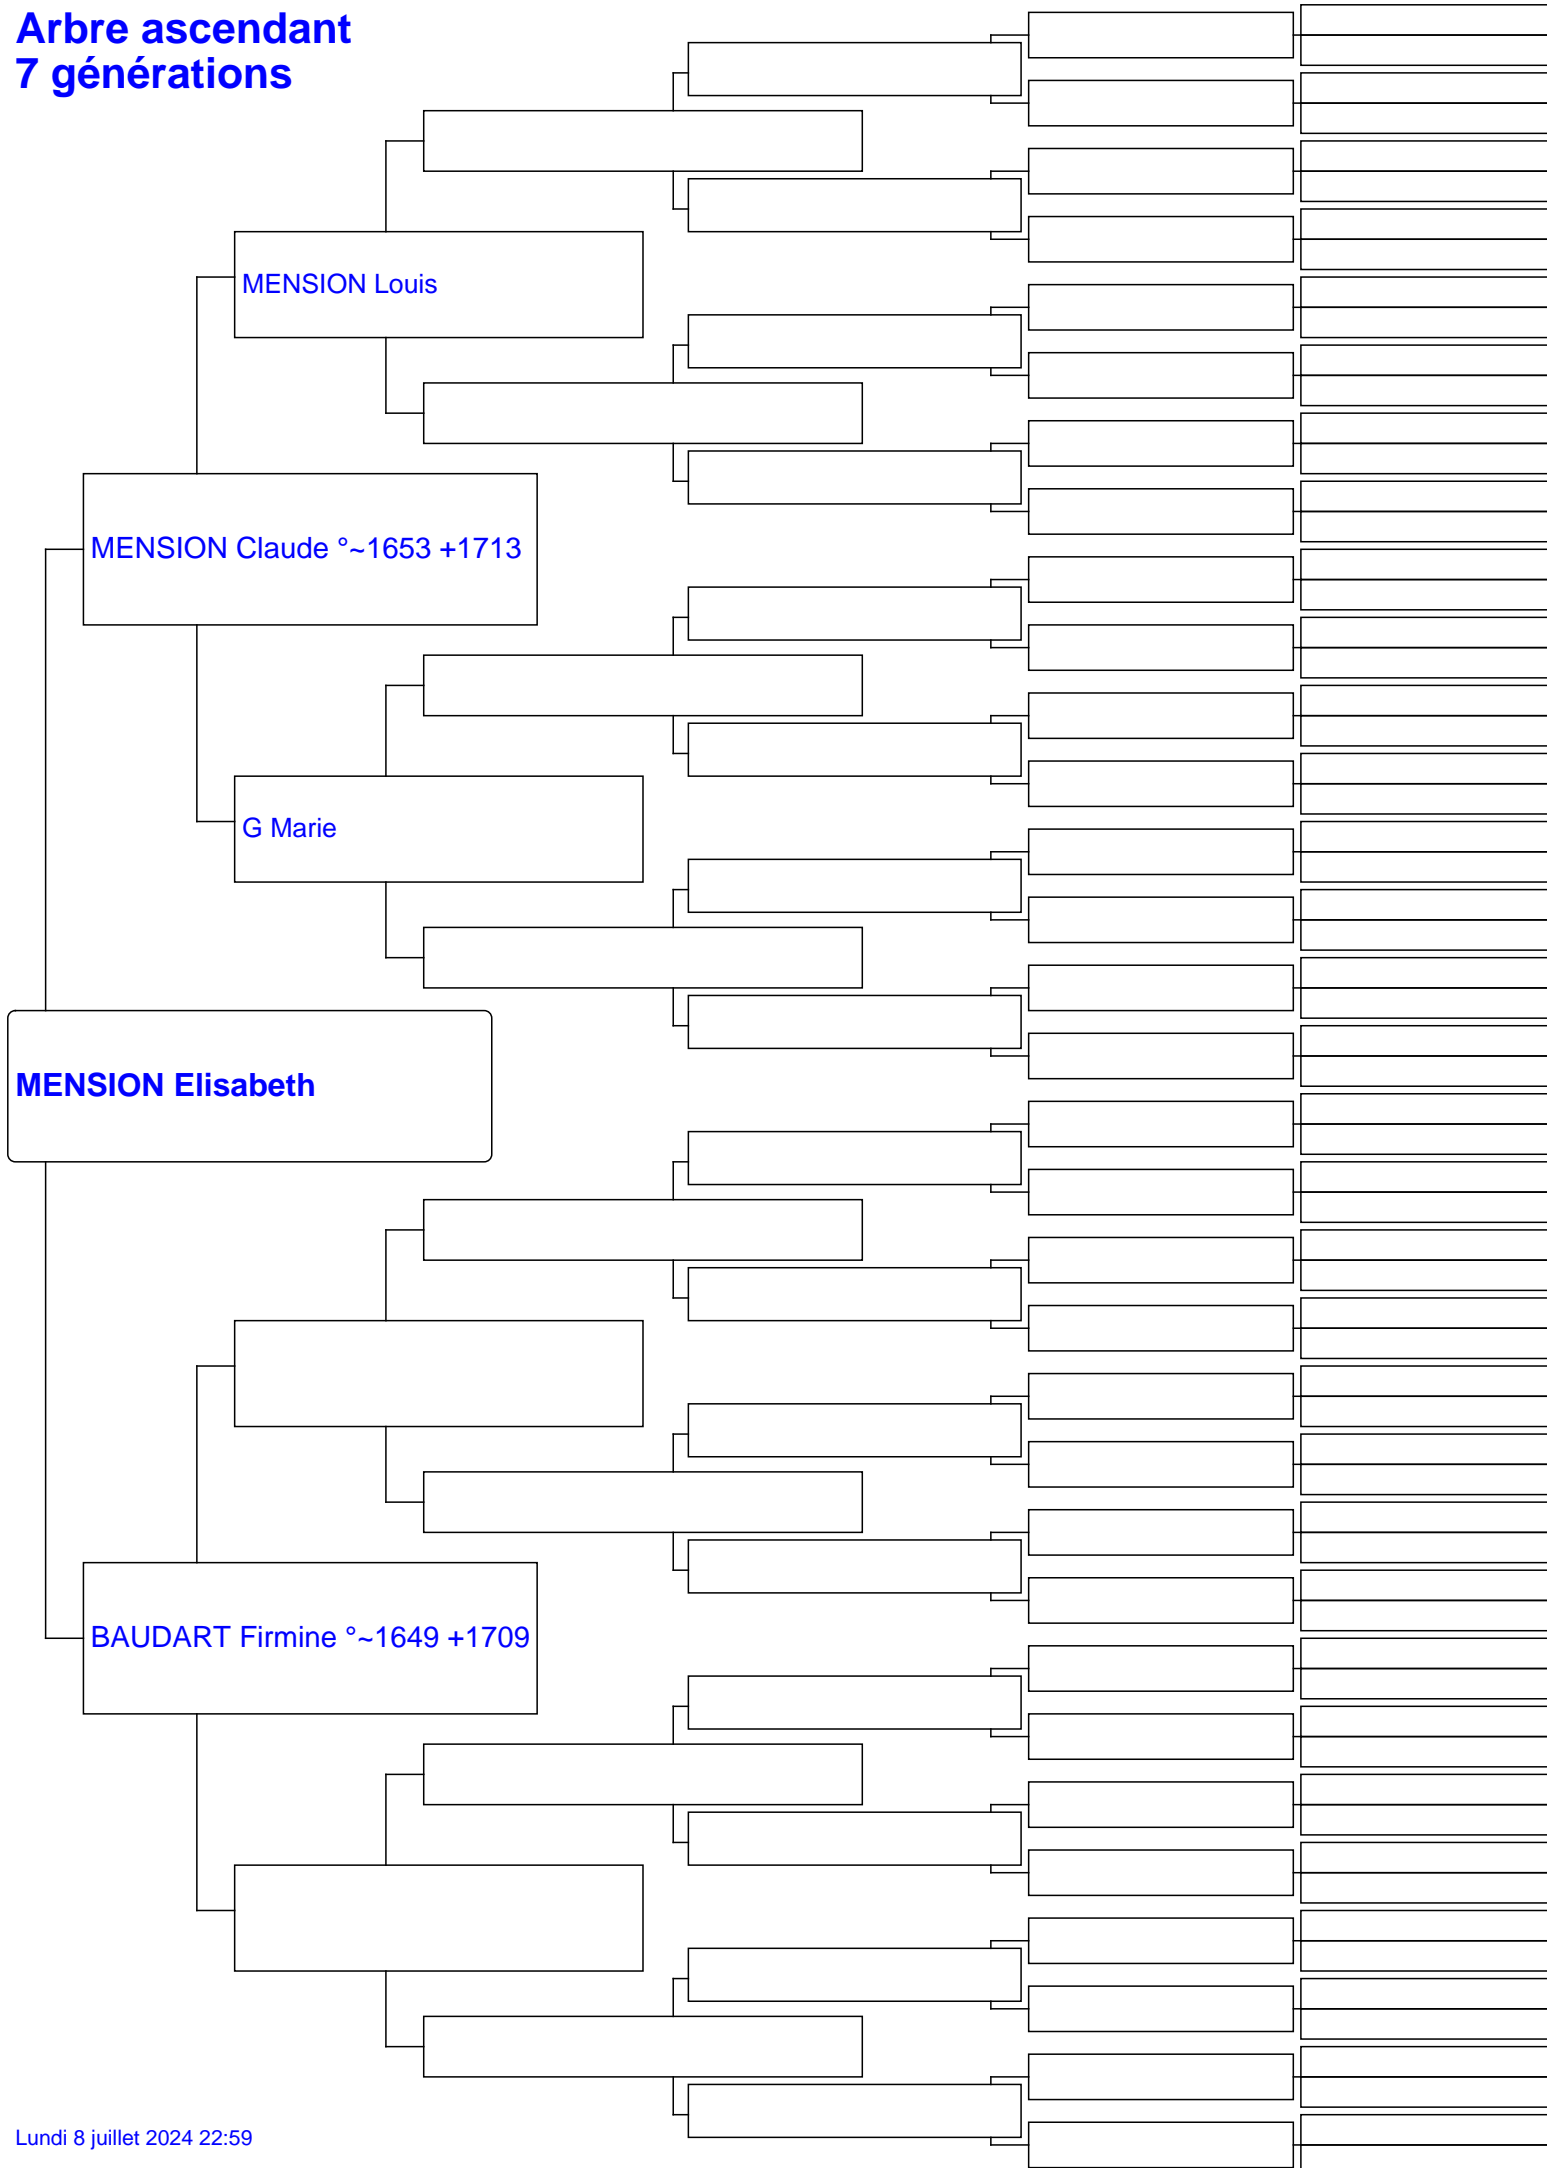 Arbre ascendant
7 générations
MENSION Louis
MENSION Claude °~1653 +1713
G Marie
MENSION Elisabeth
BAUDART Firmine °~1649 +1709
Lundi 8 juillet 2024 22:59